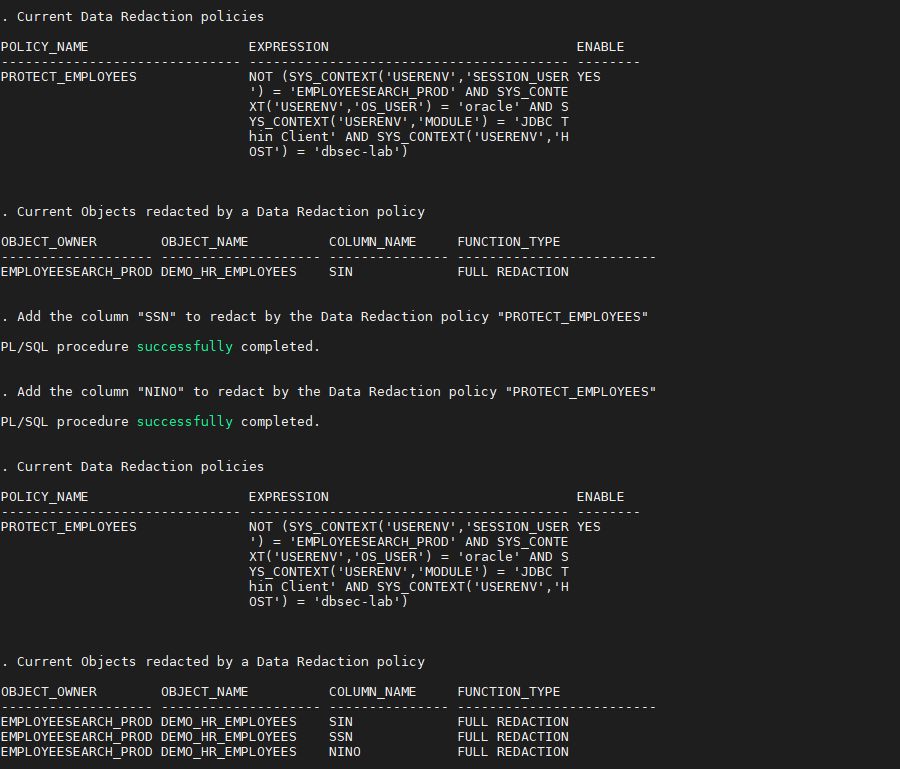 . Current Data Redaction policies
POLICY_NAME                    EXPRESSION                               ENABLE
------------------------------ ---------------------------------------- --------
PROTECT_EMPLOYEES              NOT (SYS_CONTEXT('USERENV','SESSION_USER YES
                               ') = 'EMPLOYEESEARCH_PROD' AND SYS_CONTE
                               XT('USERENV','OS_USER') = 'oracle' AND S
                               YS_CONTEXT('USERENV','MODULE') = 'JDBC T
                               hin Client' AND SYS_CONTEXT('USERENV','H
                               OST') = 'dbsec-lab')
. Current Objects redacted by a Data Redaction policy
OBJECT_OWNER        OBJECT_NAME          COLUMN_NAME     FUNCTION_TYPE
------------------- -------------------- --------------- -------------------------
EMPLOYEESEARCH_PROD DEMO_HR_EMPLOYEES    SIN             FULL REDACTION
. Add the column "SSN" to redact by the Data Redaction policy "PROTECT_EMPLOYEES"
PL/SQL procedure successfully completed.
. Add the column "NINO" to redact by the Data Redaction policy "PROTECT_EMPLOYEES"
PL/SQL procedure successfully completed.
. Current Data Redaction policies
POLICY_NAME                    EXPRESSION                               ENABLE
------------------------------ ---------------------------------------- --------
PROTECT_EMPLOYEES              NOT (SYS_CONTEXT('USERENV','SESSION_USER YES
                               ') = 'EMPLOYEESEARCH_PROD' AND SYS_CONTE
                               XT('USERENV','OS_USER') = 'oracle' AND S
                               YS_CONTEXT('USERENV','MODULE') = 'JDBC T
                               hin Client' AND SYS_CONTEXT('USERENV','H
                               OST') = 'dbsec-lab')
. Current Objects redacted by a Data Redaction policy
OBJECT_OWNER        OBJECT_NAME          COLUMN_NAME     FUNCTION_TYPE
------------------- -------------------- --------------- -------------------------
EMPLOYEESEARCH_PROD DEMO_HR_EMPLOYEES    SIN             FULL REDACTION
EMPLOYEESEARCH_PROD DEMO_HR_EMPLOYEES    SSN             FULL REDACTION
EMPLOYEESEARCH_PROD DEMO_HR_EMPLOYEES    NINO            FULL REDACTION